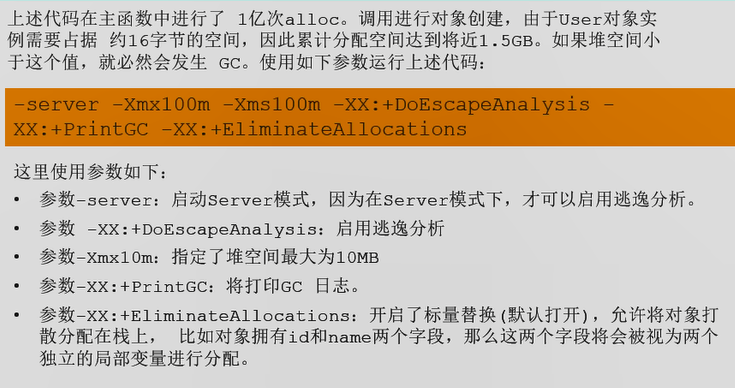 上述代码在主函数中进行了 1亿次alloc。调用进行对象创建，由于User对象实
例需要占据 约16字节的空间，因此累计分配空间达到将近1.5GB。如果堆空间小
于这个值，就必然会发生 GC。使用如下参数运行上述代码：
-server -Xmx100m -Xms100m -XX:+DoEscapeAnalysis -
XX:+PrintGC -XX:+EliminateAllocations
这里使用参数如下：
• 参数-server：启动Server模式，因为在Server模式下，才可以启用逃逸分析。
• 参数 -XX:+DoEscapeAnalysis：启用逃逸分析
• 参数-Xmx10m：指定了堆空间最大为10MB
• 参数-XX:+PrintGC：将打印GC 日志。
• 参数-XX:+EliminateAllocations：开启了标量替换(默认打开)，允许将对象打
散分配在栈上， 比如对象拥有id和name两个字段，那么这两个字段将会被视为两个
独立的局部变量进行分配。